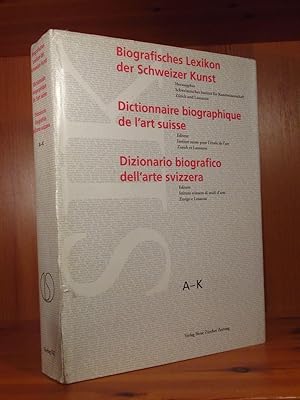 Biografisches Lexikon
der Schweizer Kunst
Herausgeber
Schweizerisches Institut für Kunstwissenschaft
Zürich und Lausanne
Dictionnaire biographique
de l'art suisse
Editeur
Institut suisse pour l'étude de l'art
Zurich et Lausanne
Dizionario biografico
dell'arte svizzera
Editore
Istituto svizzero di studi d'arte
Zurigo e Losanna
A–K
Verlag Neue Zürcher Zeitung
SIK
A–K